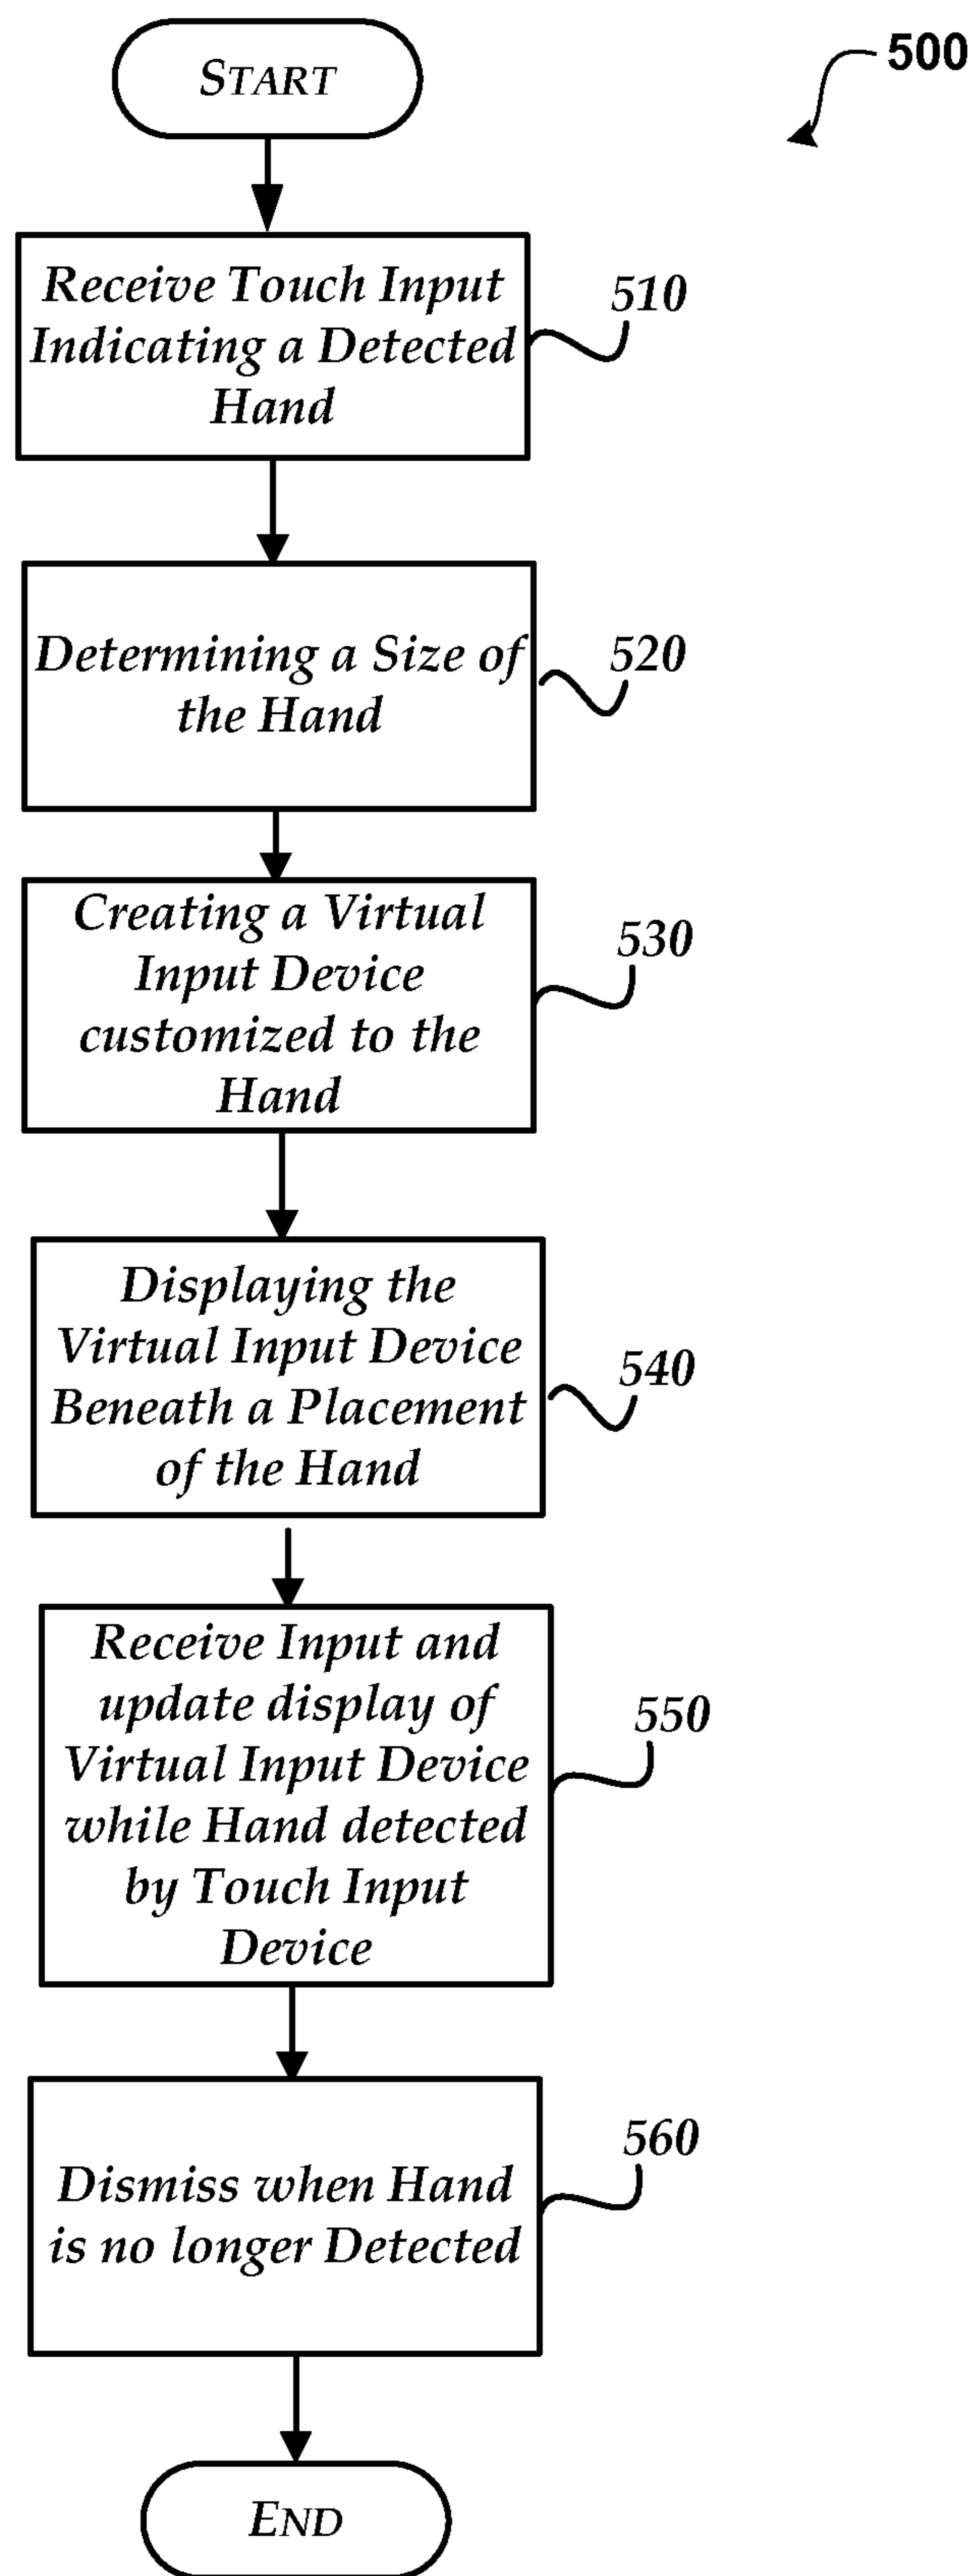 START
500
Receive Touch Input
Indicating a Detected
Hand
510
Determining a Size of
the Hand
520
Creating a Virtual
Input Device
customized to the
Hand
530
Displaying the
Virtual Input Device
Beneath a Placement
of the Hand
540
Receive Input and
update display of
Virtual Input Device
while Hand detected
by Touch Input
Device
550
Dismiss when Hand
is no longer Detected
560
END